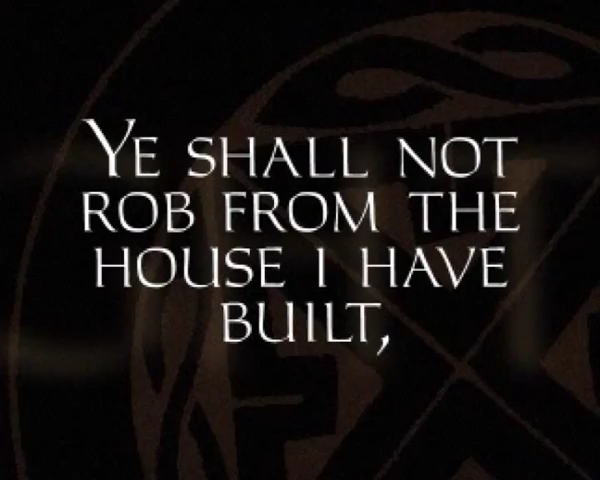 Ye shall not
rob from the
house I have
built,